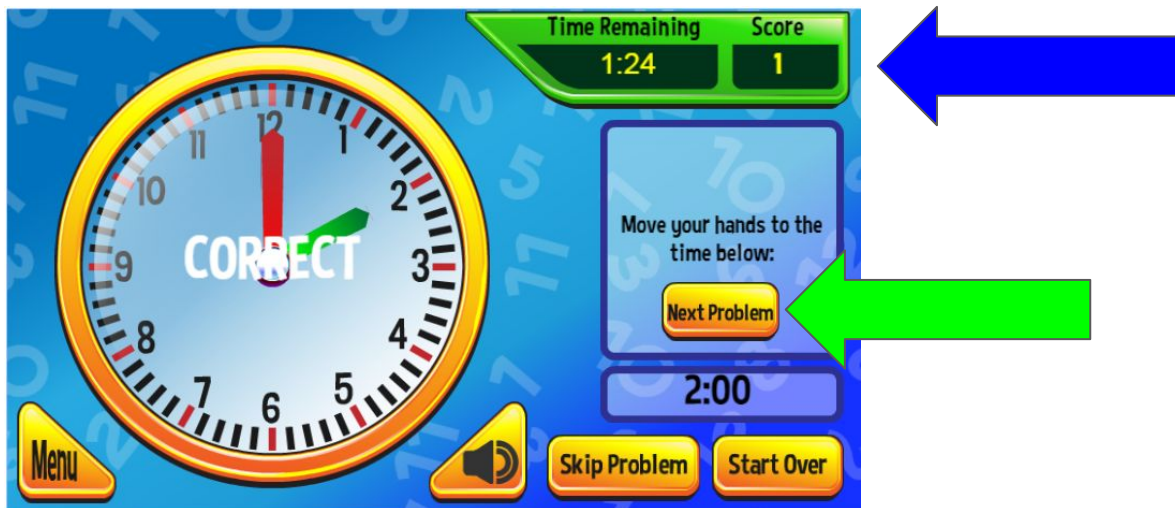 Time Remaining Score
1:24 1
12
11 1
10 2
CORRECT
9 3
8 4
7 5
6
Move your hands to the
time below:
Next Problem
2:00
Menu
Skip Problem Start Over